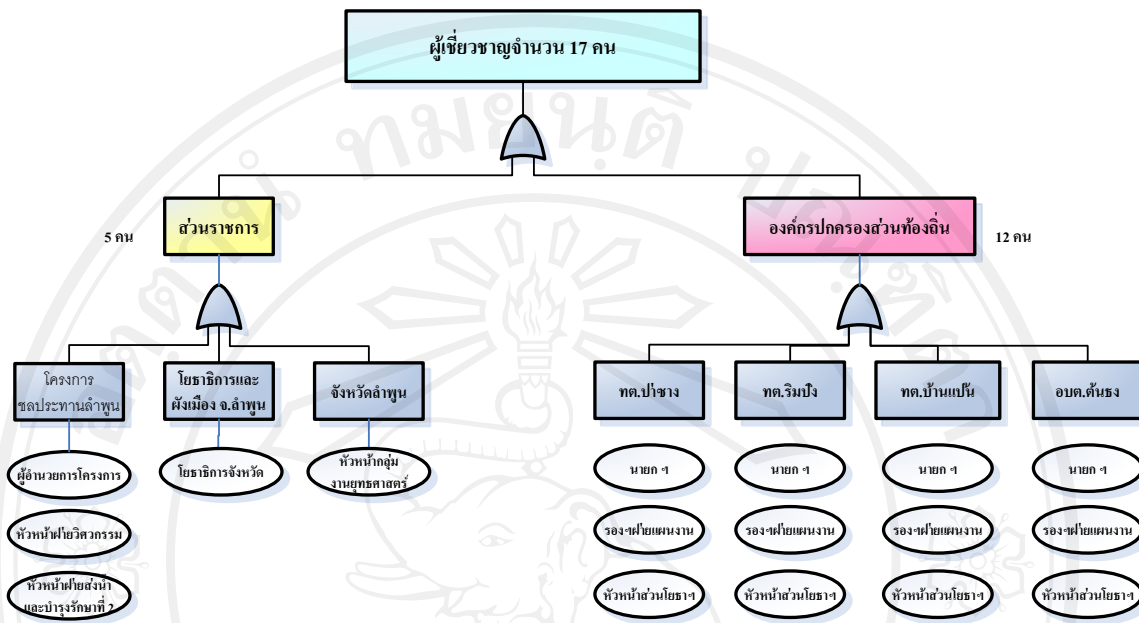 ผู้เชี่ยวชาญจำนวน 17 คน
5 คน
ส่วนราชการ
องค์กรปกครองส่วนท้องถิ่น
12 คน
โครงการ
ชลประทานลำพูน
โยธาธิการและ
ผังเมือง จ.ลำพูน
จังหวัดลำพูน
ทต.ป่าซาง
ทต.ริมปิง
ทต.บ้านแป้น
อบต.ต้นธง
ผู้อำนวยการโครงการ
โยธาธิการจังหวัด
หัวหน้ากลุ่ม
งานยุทธศาสตร์
นายก ฯ
นายก ฯ
นายก ฯ
นายก ฯ
หัวหน้าฝ่ายวิศวกรรม
รองฯฝ่ายแผนงาน
รองฯฝ่ายแผนงาน
รองฯฝ่ายแผนงาน
รองฯฝ่ายแผนงาน
หัวหน้าฝ่ายส่งน้ำ
และบำรุงรักษาที่ 2
หัวหน้าส่วนโยธาฯ
หัวหน้าส่วนโยธาฯ
หัวหน้าส่วนโยธาฯ
หัวหน้าส่วนโยธาฯ